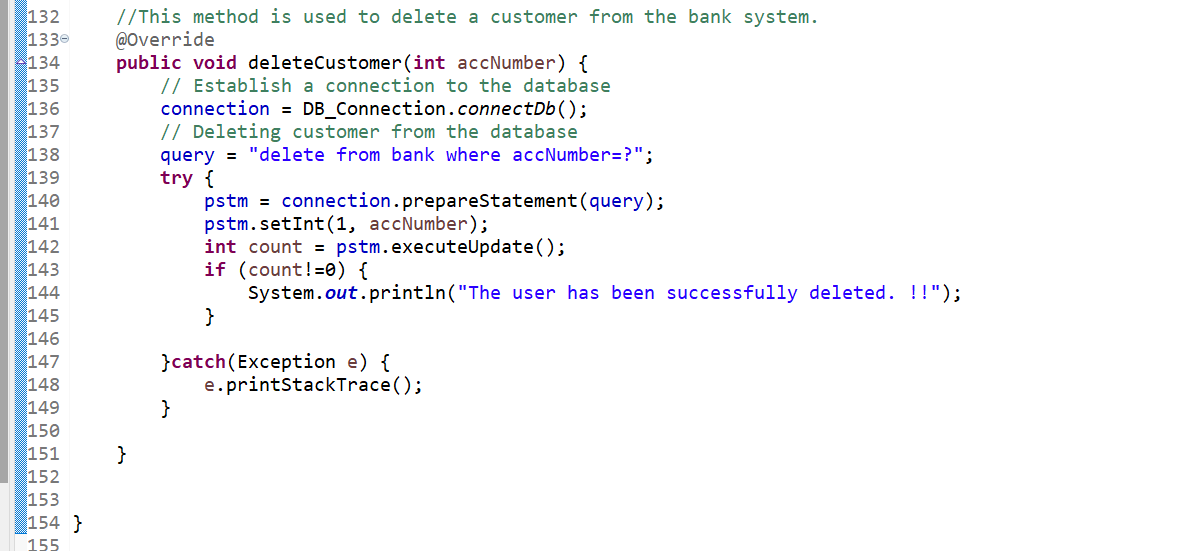 132 //This method is used to delete a customer from the bank system.
133 @Override
134 public void deleteCustomer(int accNumber) {
135 // Establish a connection to the database
136 connection = DB_Connection.connectDb();
137 // Deleting customer from the database
138 query = "delete from bank where accNumber=?";
139 try {
140 pstm = connection.prepareStatement(query);
141 pstm.setInt(1, accNumber);
142 int count = pstm.executeUpdate();
143 if (count!=0) {
144 System.out.println("The user has been successfully deleted. !!");
145 }
146
147 }catch(Exception e) {
148 e.printStackTrace();
149 }
150
151 }
152
153
154 }
155